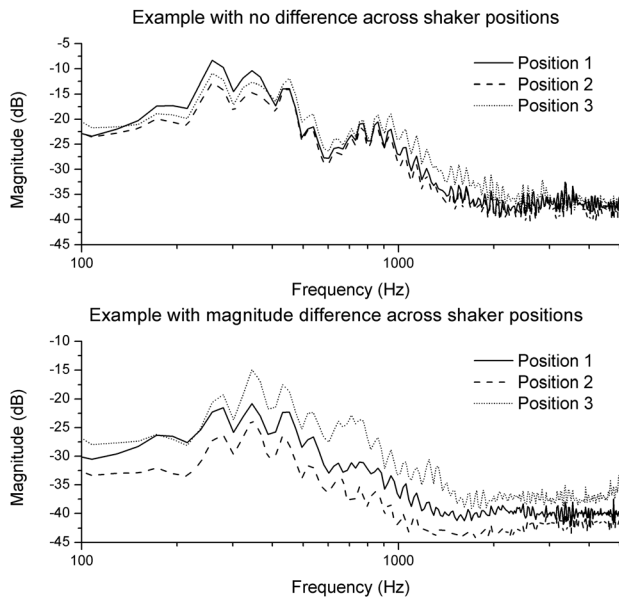 Example with no difference across shaker positions
-5
-10
-15
-20
-25
-30
-35
-40
-45
Magnitude (dB)
Position 1
Position 2
Position 3
100
1000
Frequency (Hz)
Example with magnitude difference across shaker positions
-10
-15
-20
-25
-30
-35
-40
-45
Magnitude (dB)
Position 1
Position 2
Position 3
100
1000
Frequency (Hz)